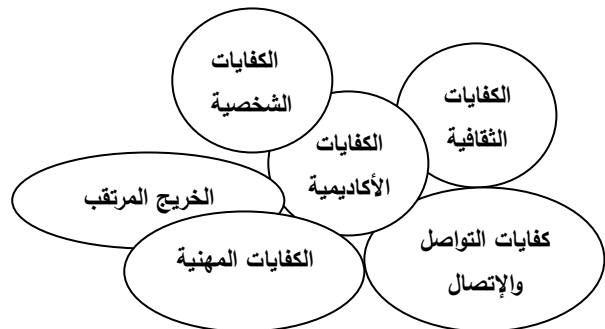 الكفايات
الشخصية
الكفايات
الثقافية
الكفايات
الأكاديمية
الخريج المرتقب
كفايات التواصل
والإتصال
الكفايات المهنية